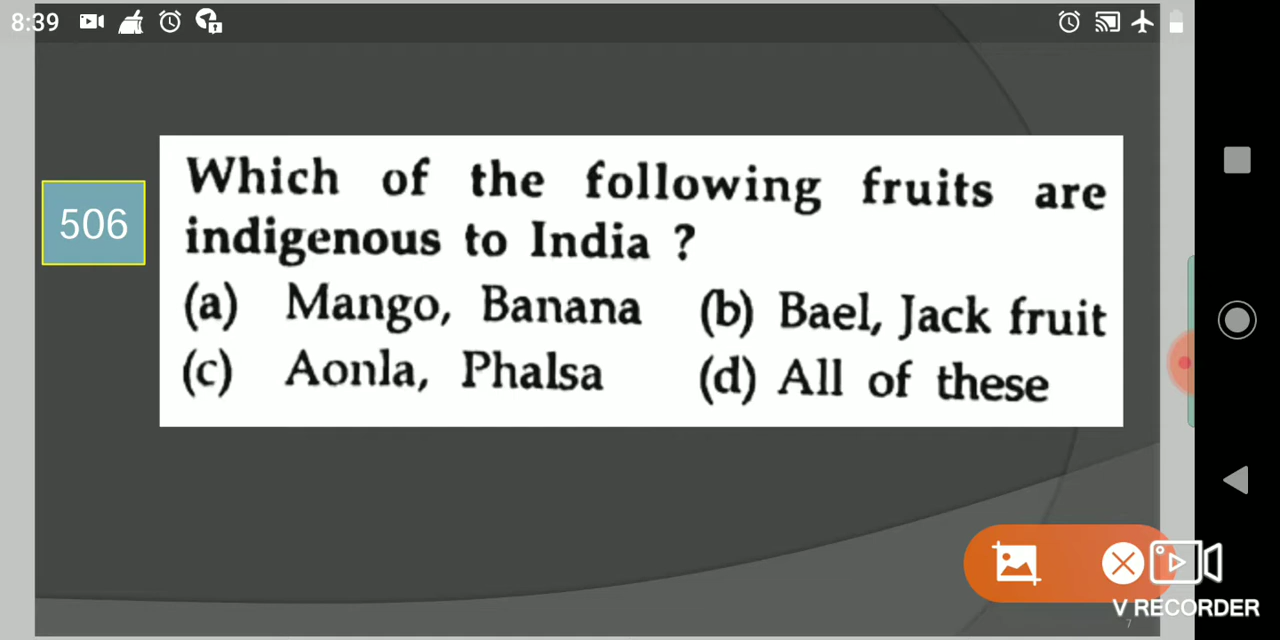 8:39
506
Which of the following fruits are
indigenous to India ?
(a) Mango, Banana (b) Bael, Jack fruit
(c) Aonla, Phalsa (d) All of these
V RECORDER
7